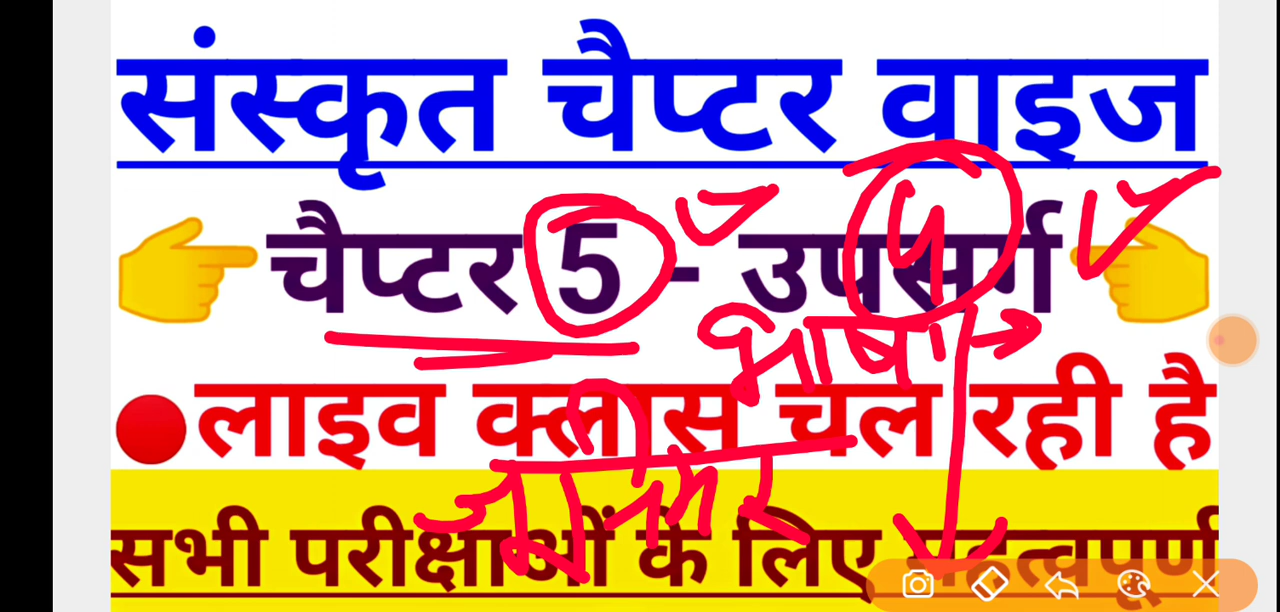 संस्कृत चैप्टर वाइज
चैप्टर 5 - उपसर्ग
भाषा
लाइव क्लास चल रही है
सभी परीक्षाओं के लिए महत्वपूर्ण